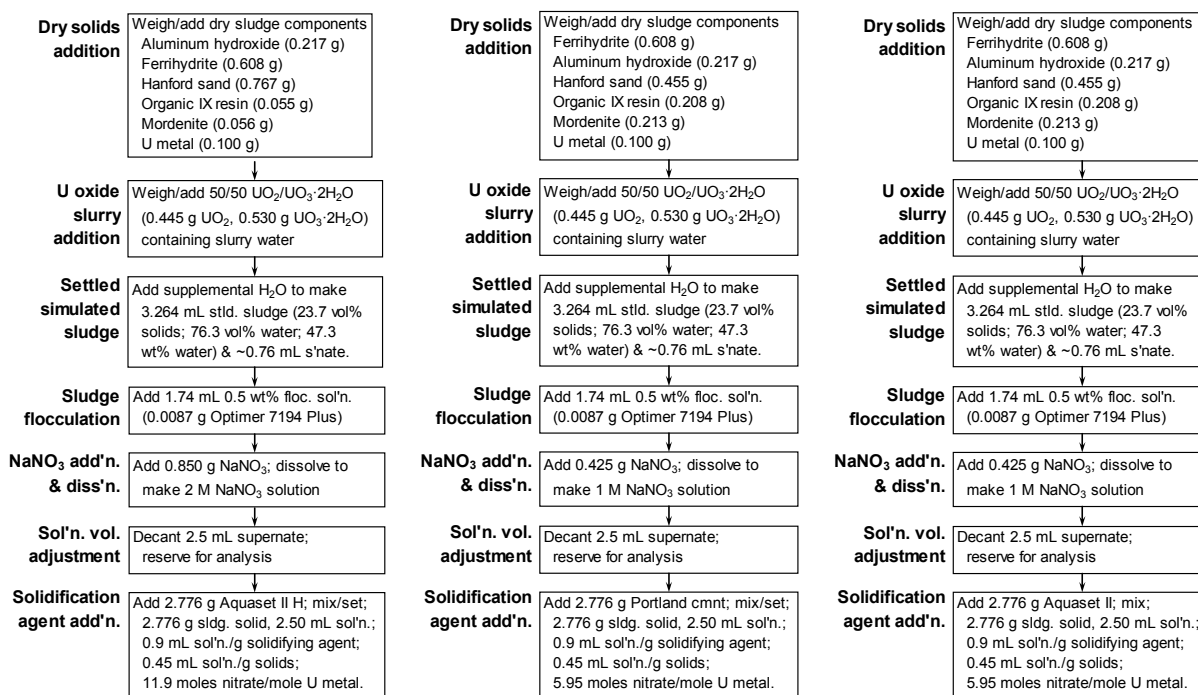 Dry solids
addition
Weigh/add dry sludge components
Aluminum hydroxide (0.217 g)
Ferrihydrite (0.608 g)
Hanford sand (0.767 g)
Organic IX resin (0.055 g)
Mordenite (0.056 g)
U metal (0.100 g)
U oxide
slurry
addition
Weigh/add 50/50 UO₂/UO₃·2H₂O
(0.445 g UO₂, 0.530 g UO₃·2H₂O)
containing slurry water
Settled
simulated
sludge
Add supplemental H₂O to make
3.264 mL stld. sludge (23.7 vol%
solids; 76.3 vol% water; 47.3
wt% water) & ~0.76 mL s'nate.
Sludge
flocculation
Add 1.74 mL 0.5 wt% floc. sol'n.
(0.0087 g Optimer 7194 Plus)
NaNO₃ add'n.
& diss'n.
Add 0.850 g NaNO₃; dissolve to
make 2 M NaNO₃ solution
Sol'n. vol.
adjustment
Decant 2.5 mL supernate;
reserve for analysis
Solidification
agent add'n.
Add 2.776 g Aquaset II H; mix/set;
2.776 g sldg. solid, 2.50 mL sol'n.;
0.9 mL sol'n./g solidifying agent;
0.45 mL sol'n./g solids;
11.9 moles nitrate/mole U metal.
Dry solids
addition
Weigh/add dry sludge components
Ferrihydrite (0.608 g)
Aluminum hydroxide (0.217 g)
Hanford sand (0.455 g)
Organic IX resin (0.208 g)
Mordenite (0.213 g)
U metal (0.100 g)
U oxide
slurry
addition
Weigh/add 50/50 UO₂/UO₃·2H₂O
(0.445 g UO₂, 0.530 g UO₃·2H₂O)
containing slurry water
Settled
simulated
sludge
Add supplemental H₂O to make
3.264 mL stld. sludge (23.7 vol%
solids; 76.3 vol% water; 47.3
wt% water) & ~0.76 mL s'nate.
Sludge
flocculation
Add 1.74 mL 0.5 wt% floc. sol'n.
(0.0087 g Optimer 7194 Plus)
NaNO₃ add'n.
& diss'n.
Add 0.425 g NaNO₃; dissolve to
make 1 M NaNO₃ solution
Sol'n. vol.
adjustment
Decant 2.5 mL supernate;
reserve for analysis
Solidification
agent add'n.
Add 2.776 g Portland cmnt; mix/set;
2.776 g sldg. solid, 2.50 mL sol'n.;
0.9 mL sol'n./g solidifying agent;
0.45 mL sol'n./g solids;
5.95 moles nitrate/mole U metal.
Dry solids
addition
Weigh/add dry sludge components
Ferrihydrite (0.608 g)
Aluminum hydroxide (0.217 g)
Hanford sand (0.455 g)
Organic IX resin (0.208 g)
Mordenite (0.213 g)
U metal (0.100 g)
U oxide
slurry
addition
Weigh/add 50/50 UO₂/UO₃·2H₂O
(0.445 g UO₂, 0.530 g UO₃·2H₂O)
containing slurry water
Settled
simulated
sludge
Add supplemental H₂O to make
3.264 mL stld. sludge (23.7 vol%
solids; 76.3 vol% water; 47.3
wt% water) & ~0.76 mL s'nate.
Sludge
flocculation
Add 1.74 mL 0.5 wt% floc. sol'n.
(0.0087 g Optimer 7194 Plus)
NaNO₃ add'n.
& diss'n.
Add 0.425 g NaNO₃; dissolve to
make 1 M NaNO₃ solution
Sol'n. vol.
adjustment
Decant 2.5 mL supernate;
reserve for analysis
Solidification
agent add'n.
Add 2.776 g Aquaset II; mix;
2.776 g sldg. solid, 2.50 mL sol'n.;
0.9 mL sol'n./g solidifying agent;
0.45 mL sol'n./g solids;
5.95 moles nitrate/mole U metal.